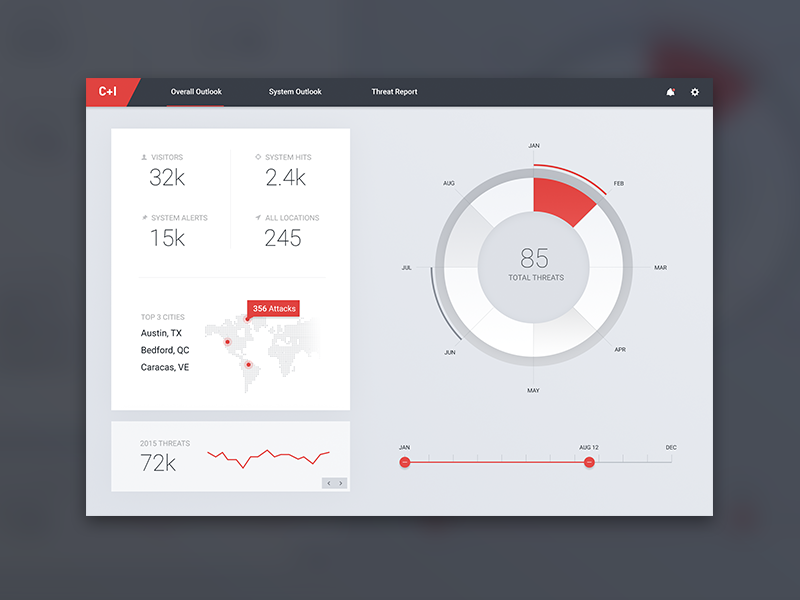 C+I
Overall Outlook
System Outlook
Threat Report
VISITORS
32k
SYSTEM HITS
2.4k
SYSTEM ALERTS
15k
ALL LOCATIONS
245
TOP 3 CITIES
Austin, TX
Bedford, QC
Caracas, VE
356 Attacks
2015 THREATS
72k
JAN
FEB
MAR
APR
MAY
JUN
JUL
AUG
85
TOTAL THREATS
JAN
AUG 12
DEC